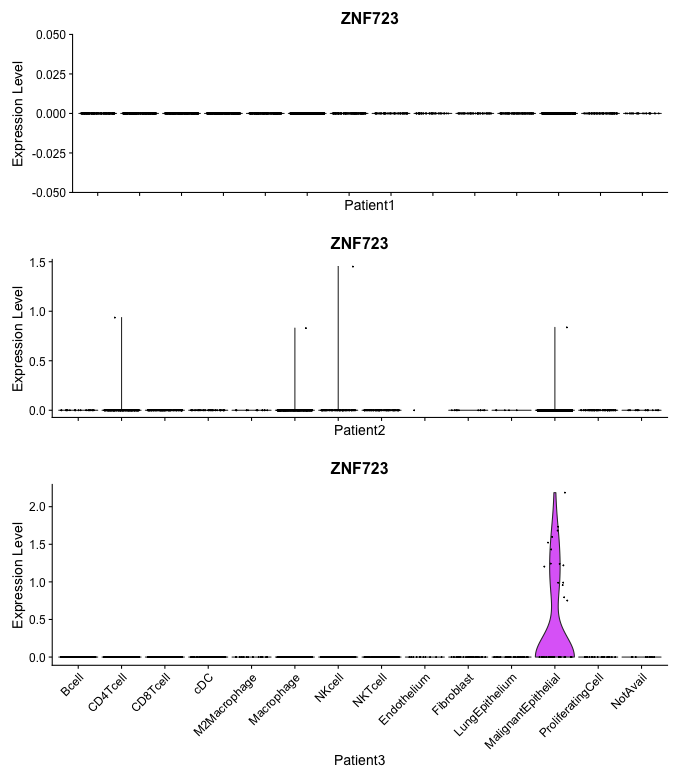 ZNF723
Expression Level
0.050
0.025
0.000
-0.025
-0.050
Patient1
ZNF723
Expression Level
1.5
1.0
0.5
0.0
Patient2
ZNF723
Expression Level
2.0
1.5
1.0
0.5
0.0
Bcell
CD4Tcell
CD8Tcell
cDC
M2Macrophage
Macrophage
NKcell
NKTcell
Endothelium
Fibroblast
LungEpithelium
MalignantEpithelial
ProliferatingCell
NotAvail
Patient3